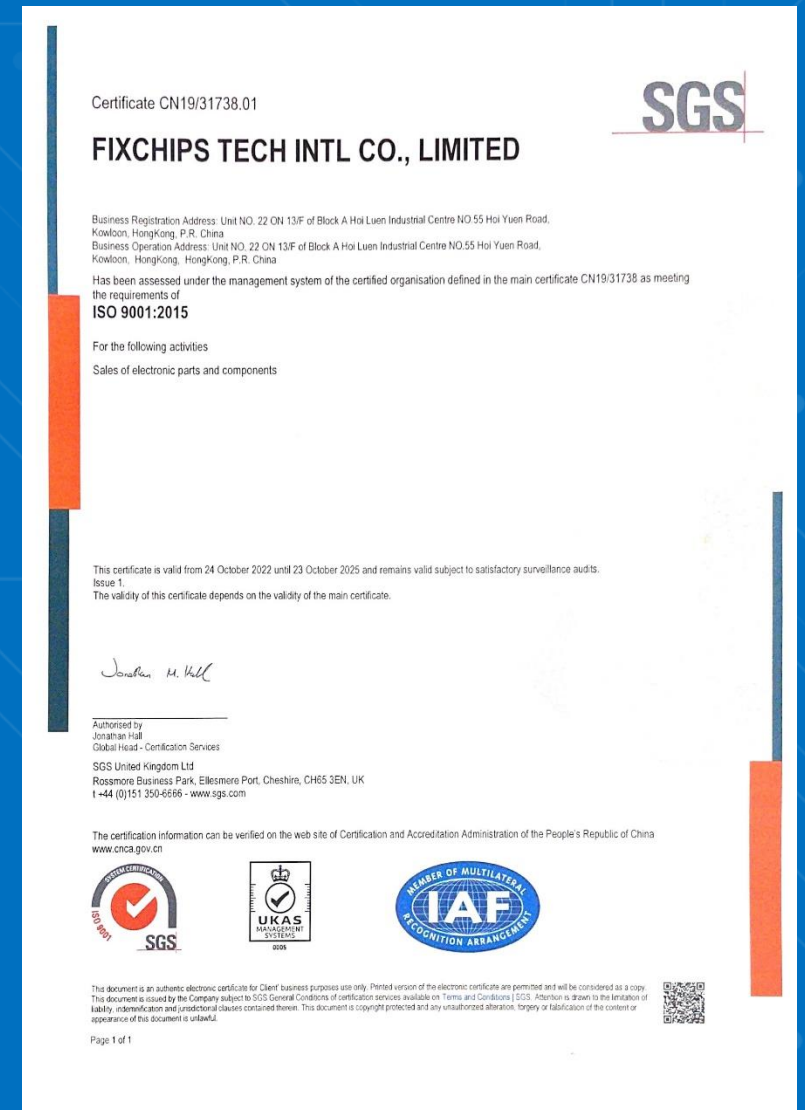 Certificate CN19/31738.01
SGS
FIXCHIPS TECH INTL CO., LIMITED
Business Registration Address: Unit NO. 22 ON 13/F of Block A Hoi Luen Industrial Centre NO.55 Hoi Yuen Road,
Kowloon, HongKong, P.R. China
Business Operation Address: Unit NO. 22 ON 13/F of Block A Hoi Luen Industrial Centre NO.55 Hoi Yuen Road,
Kowloon, HongKong, HongKong, P.R. China
Has been assessed under the management system of the certified organisation defined in the main certificate CN19/31738 as meeting
the requirements of
ISO 9001:2015
For the following activities
Sales of electronic parts and components
This certificate is valid from 24 October 2022 until 23 October 2025 and remains valid subject to satisfactory surveillance audits.
Issue 1.
The validity of this certificate depends on the validity of the main certificate.
Jonathan M. Hall
Authorised by
Jonathan Hall
Global Head - Certification Services
SGS United Kingdom Ltd
Rossmore Business Park, Ellesmere Port, Cheshire, CH65 3EN, UK
t +44 (0)151 350-6666 - www.sgs.com
The certification information can be verified on the web site of Certification and Accreditation Administration of the People's Republic of China
www.cnca.gov.cn
SYSTEM CERTIFICATION
ISO 9001
SGS
UKAS
MANAGEMENT
SYSTEMS
0005
MEMBER OF MULTILATERAL
IAF
RECOGNITION ARRANGEMENT
This document is an authentic electronic certificate for Client' business purposes use only. Printed version of the electronic certificate are permitted and will be considered as a copy.
This document is issued by the Company subject to SGS General Conditions of certification services available on Terms and Conditions | SGS. Attention is drawn to the limitation of
liability, indemnification and jurisdictional clauses contained therein. This document is copyright protected and any unauthorized alteration, forgery or falsification of the content or
appearance of this document is unlawful.
Page 1 of 1